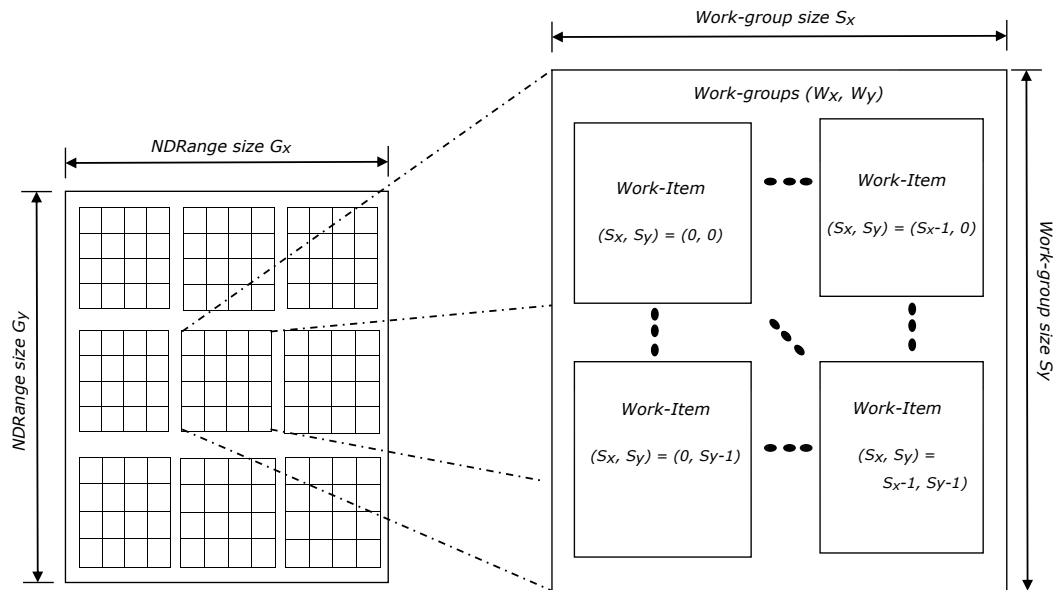 Work-group size Sx
Work-groups (Wx, Wy)
NDRange size Gx
NDRange size Gy
Work-Item
(Sx, Sy) = (0, 0)
Work-Item
(Sx, Sy) = (Sx-1, 0)
Work-group size Sy
Work-Item
(Sx, Sy) = (0, Sy-1)
Work-Item
(Sx, Sy) =
Sx-1, Sy-1)